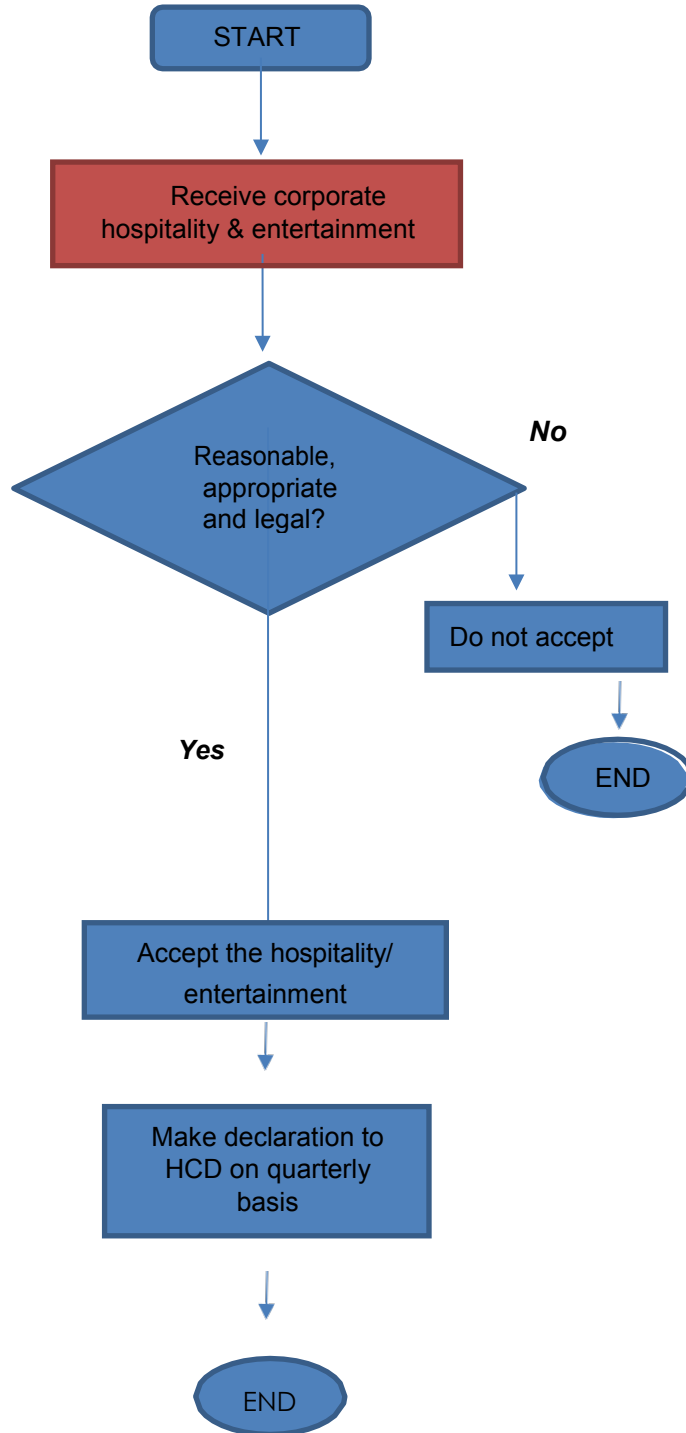 START
Receive corporate
hospitality & entertainment
No
Reasonable,
appropriate
and legal?
Do not accept
Yes
END
Accept the hospitality/
entertainment
Make declaration to
HCD on quarterly
basis
END